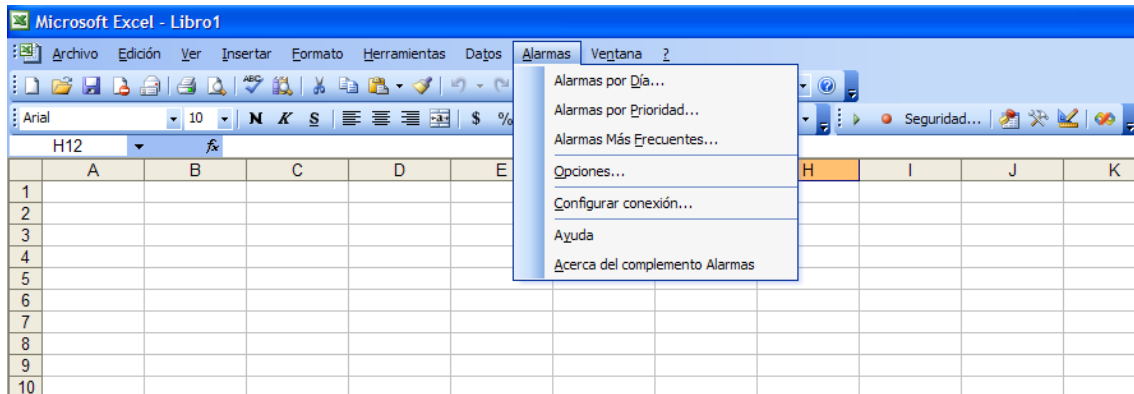 Microsoft Excel - Libro1
Archivo Edición Ver Insertar Formato Herramientas Datos Alarmas Ventana ?
ABC
Arial 10 N K S $ % Seguridad...
H12 fx
A B C D E H I J K
1
2
3
4
5
6
7
8
9
10
Alarmas por Día...
Alarmas por Prioridad...
Alarmas Más Frecuentes...
Opciones...
Configurar conexión...
Ayuda
Acerca del complemento Alarmas